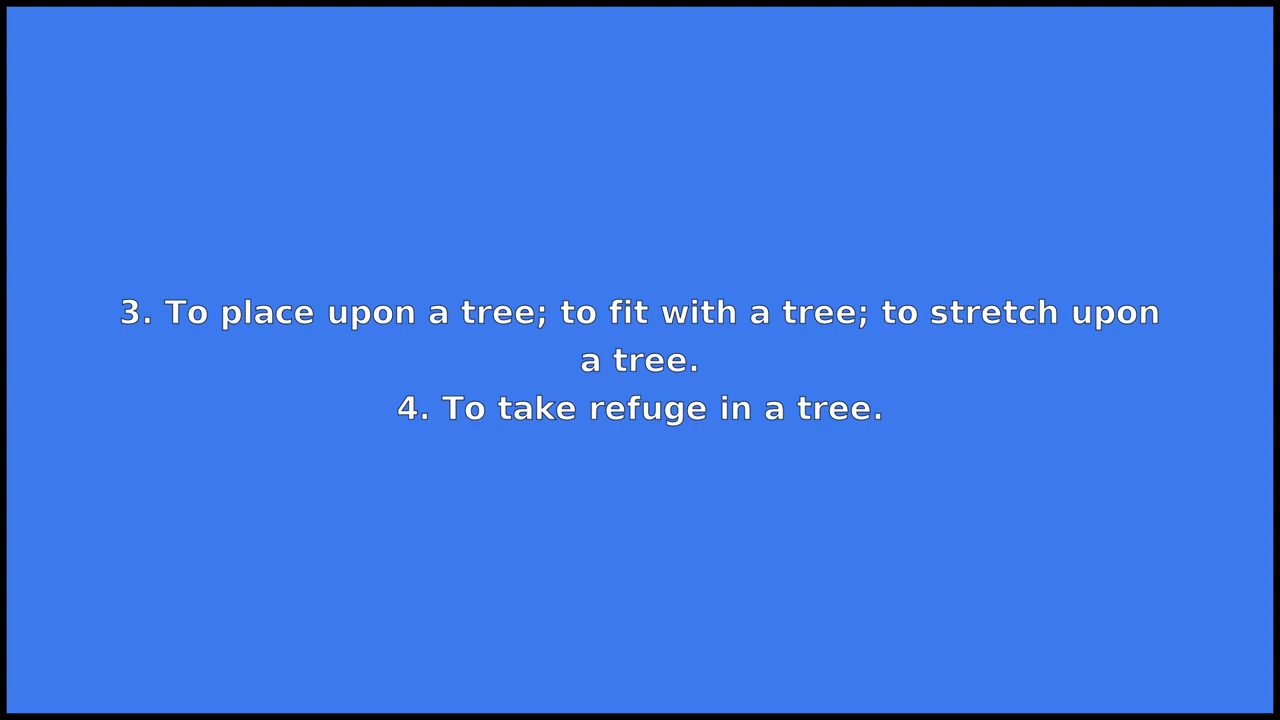 3. To place upon a tree; to fit with a tree; to stretch upon
a tree.
4. To take refuge in a tree.